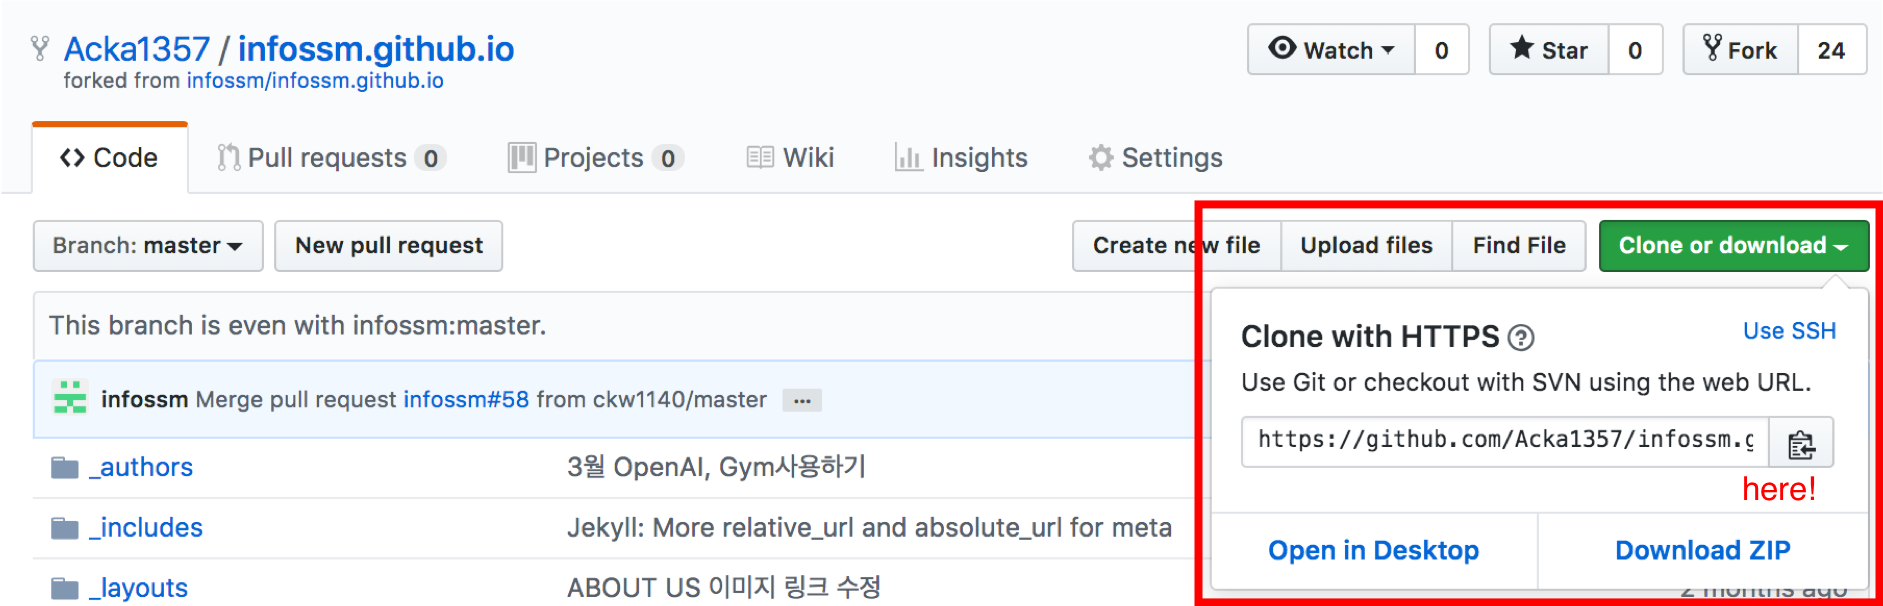 Acka1357 / infossm.github.io
forked from infossm/infossm.github.io
Watch 0 Star 0 Fork 24
Code Pull requests 0 Projects 0 Wiki Insights Settings
Branch: master New pull request Create new file Upload files Find File Clone or download
This branch is even with infossm:master.
infossm Merge pull request infossm#58 from ckw1140/master ...
_authors 3월 OpenAI, Gym사용하기
_includes Jekyll: More relative_url and absolute_url for meta
_layouts ABOUT US 이미지 링크 수정
Clone with HTTPS ? Use SSH
Use Git or checkout with SVN using the web URL.
https://github.com/Acka1357/infossm.g
here!
Open in Desktop Download ZIP
2 months ago